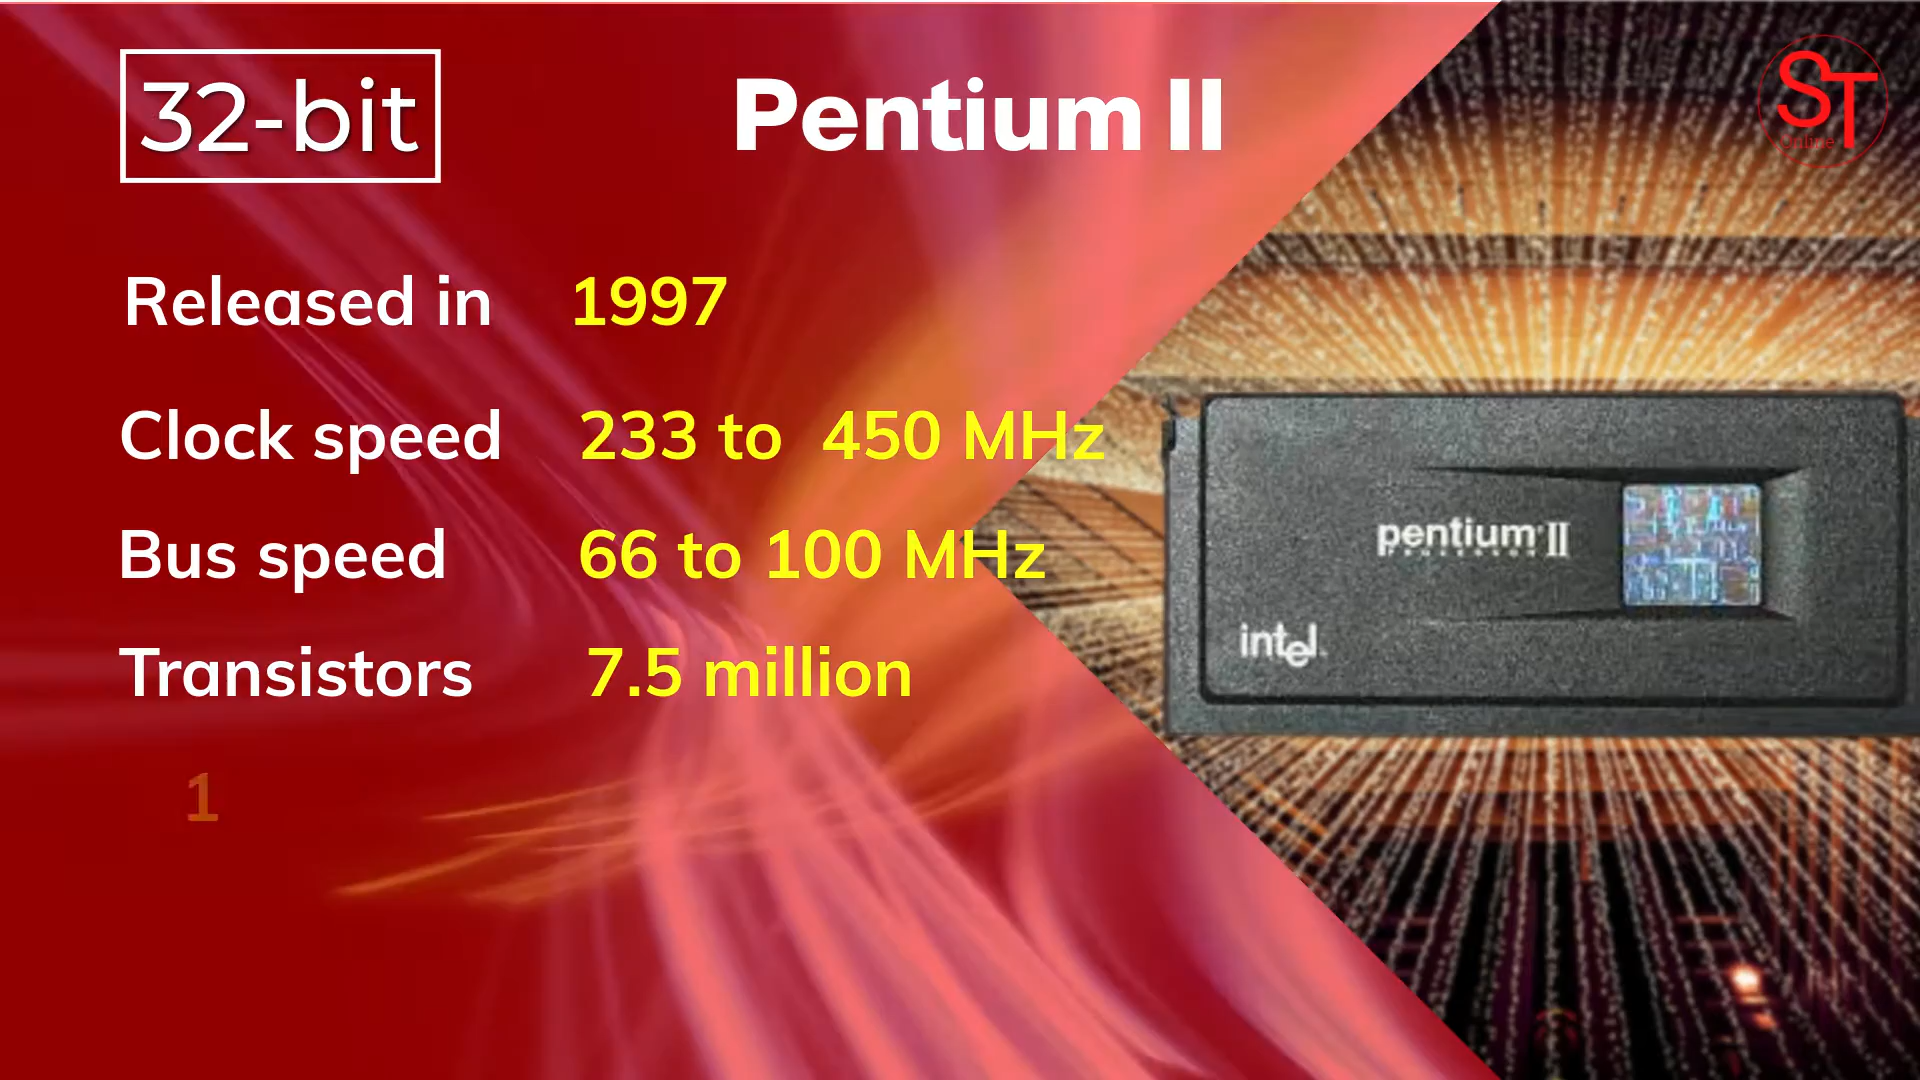 32-bit
Pentium II
ST
Online
Released in 1997
Clock speed 233 to 450 MHz
Bus speed 66 to 100 MHz
Transistors 7.5 million
1
pentium II
intel